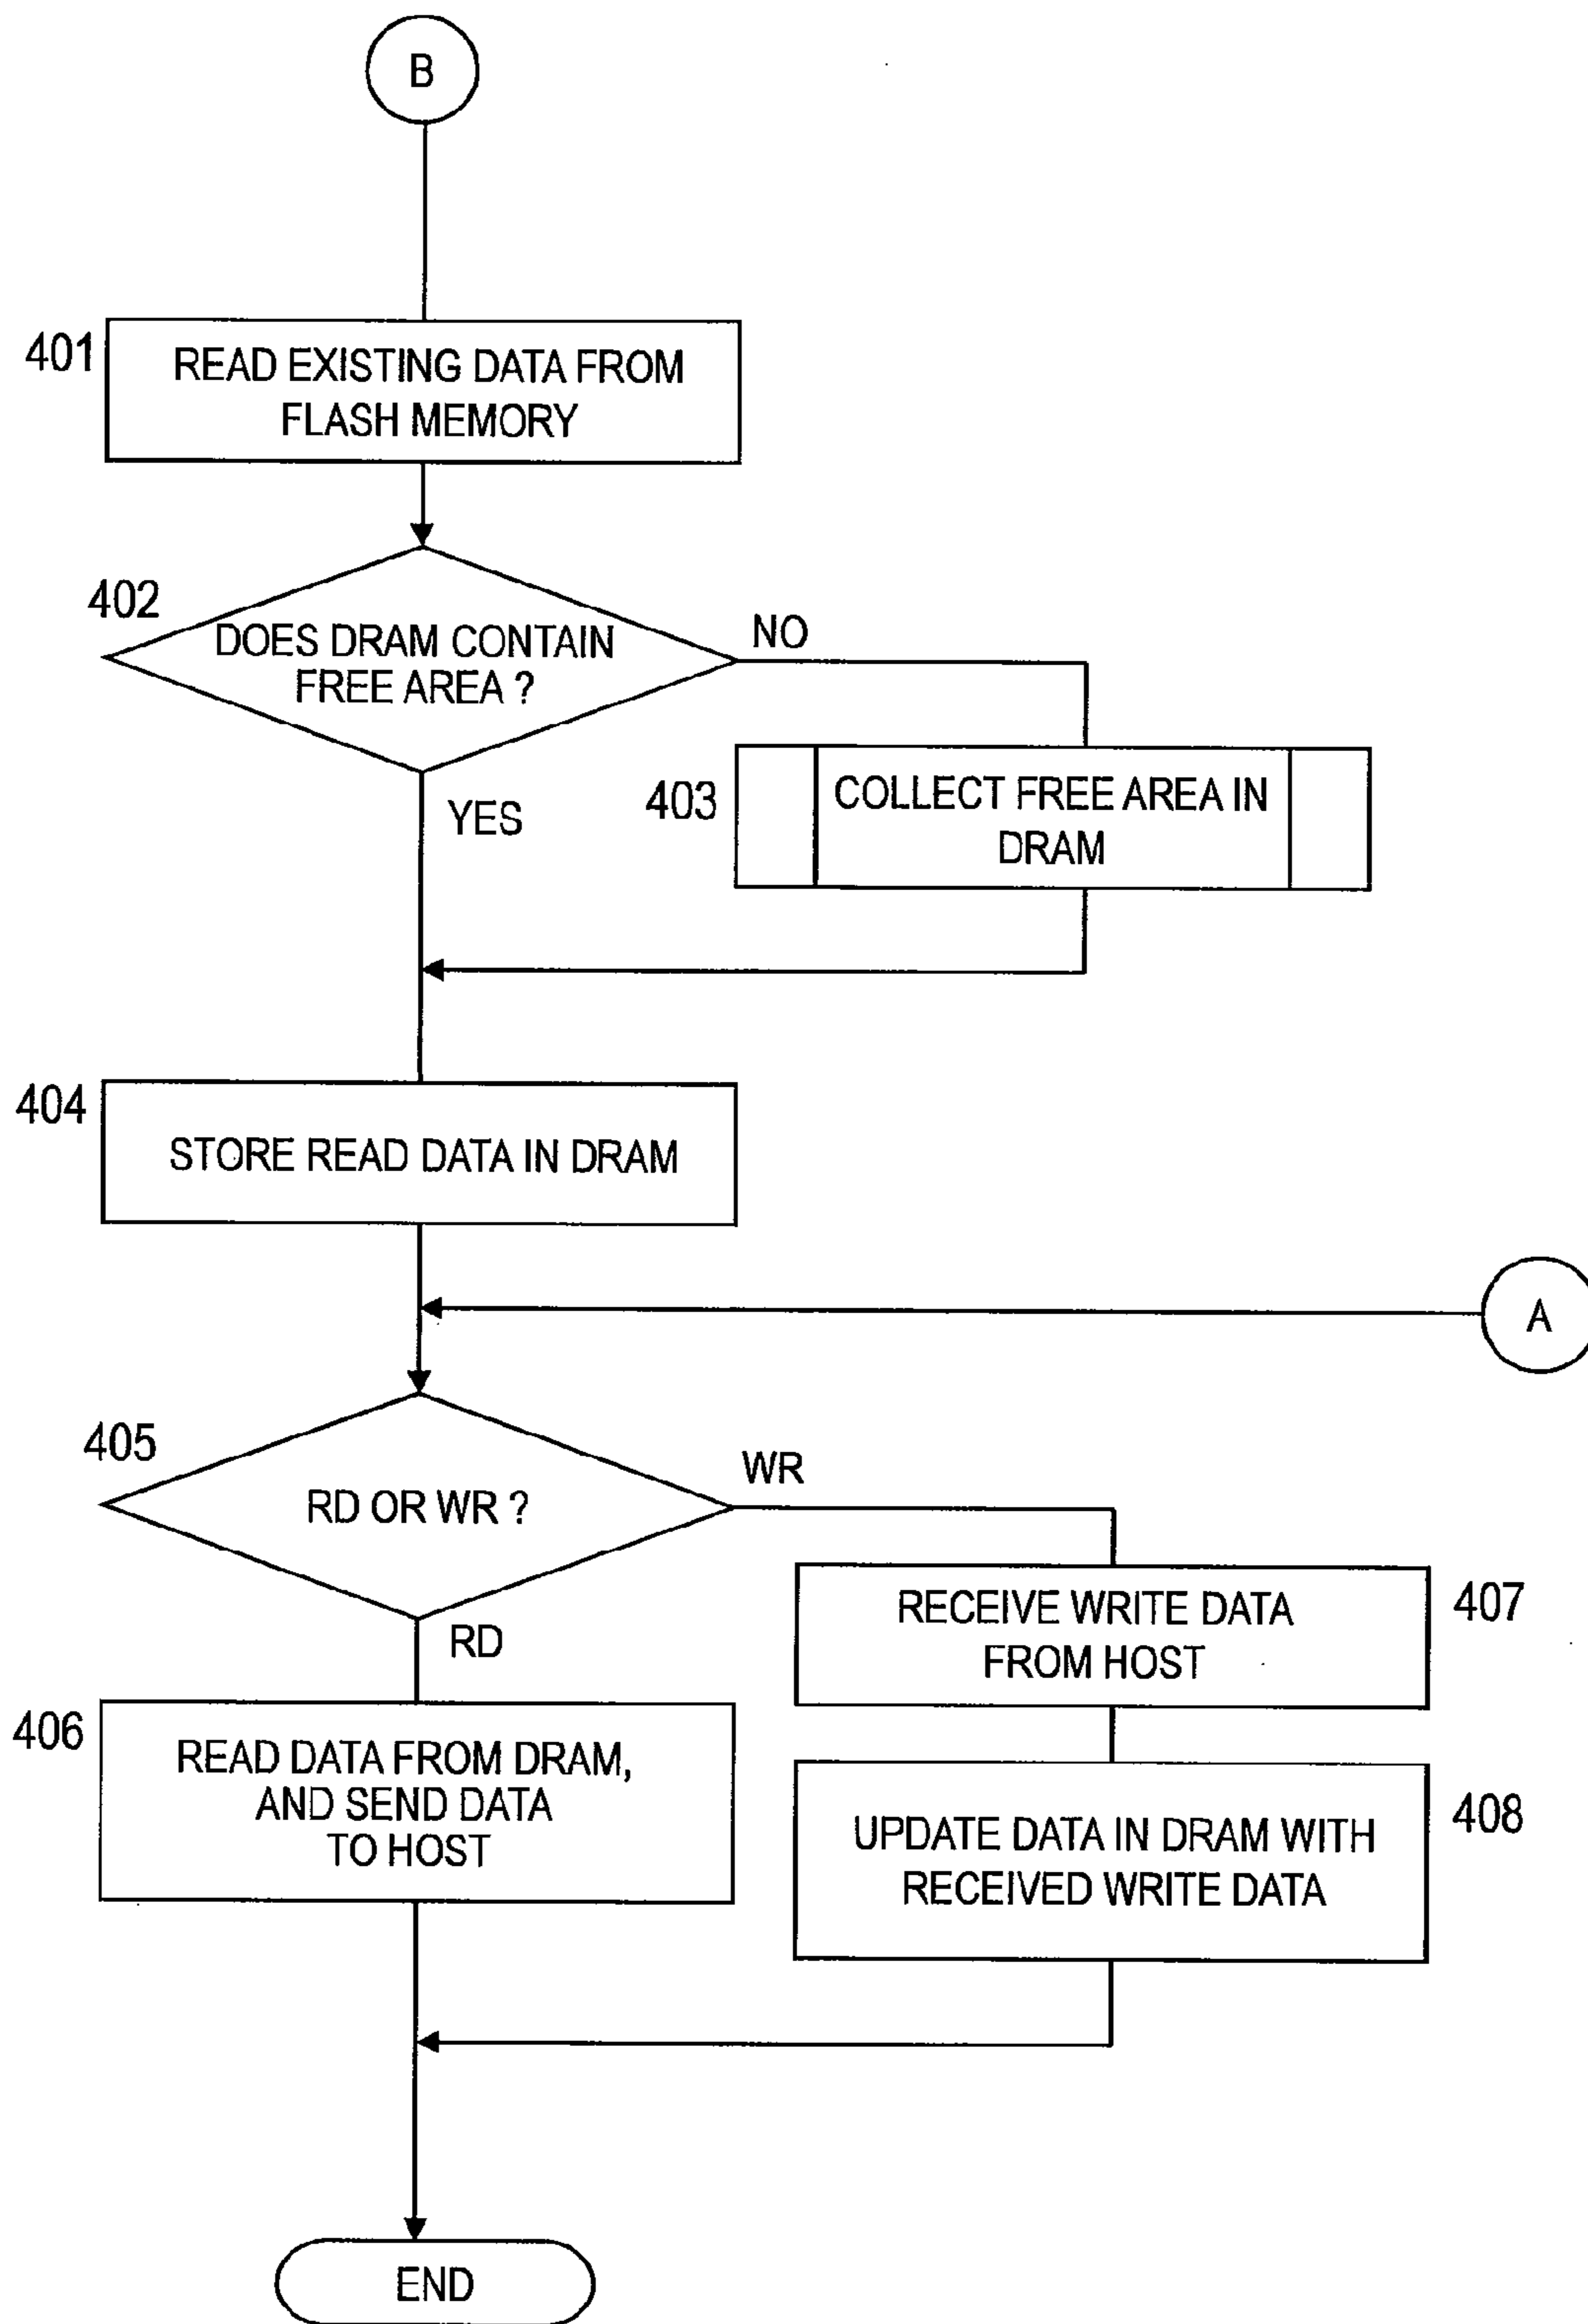 B
401
READ EXISTING DATA FROM
FLASH MEMORY
402
DOES DRAM CONTAIN
FREE AREA ?
NO
YES
403
COLLECT FREE AREA IN
DRAM
404
STORE READ DATA IN DRAM
A
405
RD OR WR ?
WR
RD
RECEIVE WRITE DATA
FROM HOST
407
406
READ DATA FROM DRAM,
AND SEND DATA
TO HOST
UPDATE DATA IN DRAM WITH
RECEIVED WRITE DATA
408
END